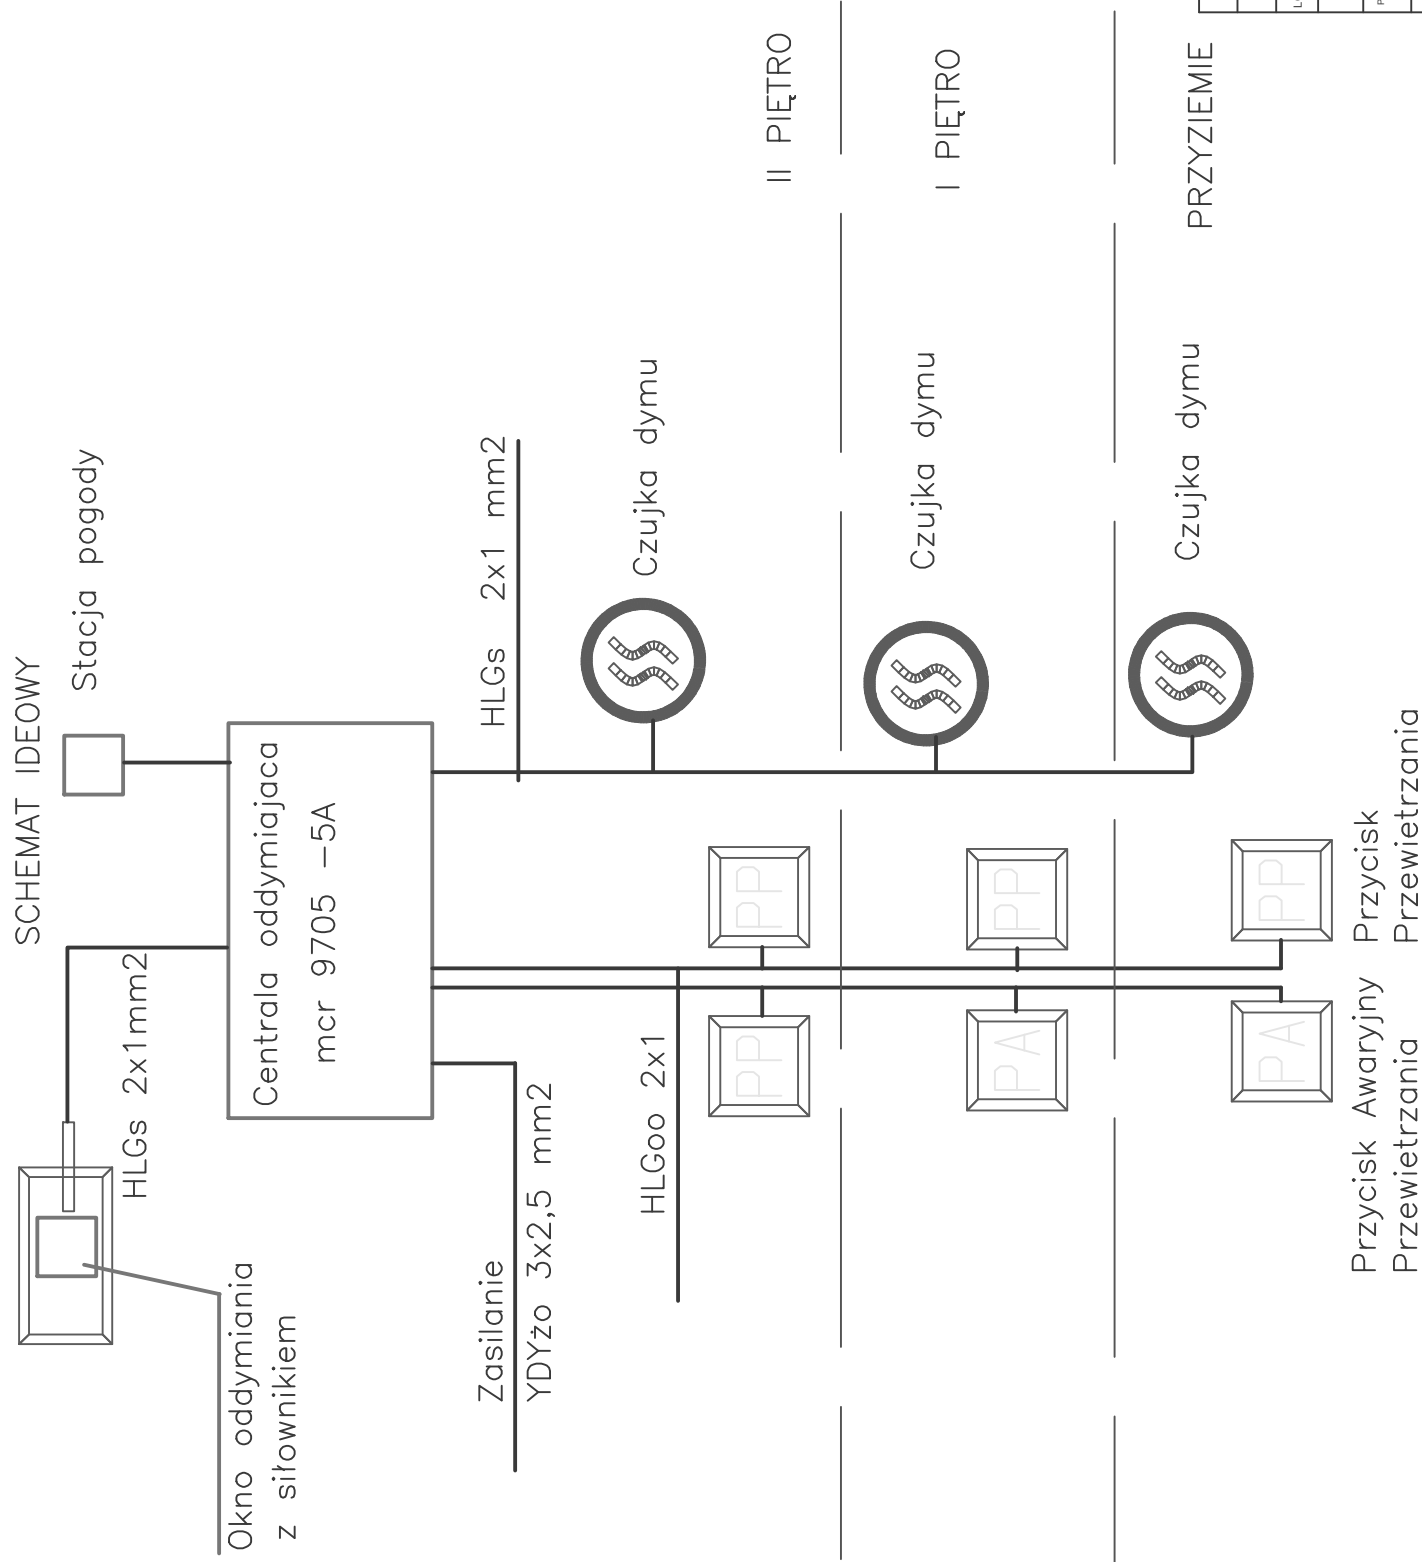 SCHEMAT IDEOWY
Stacja pogody
HLGs 2x1mm2
Okno oddymiania
z siłownikiem
Centrala oddymiajaca
mcr 9705 –5A
HLGs 2x1 mm2
Zasilanie
YDYżo 3x2,5 mm2
HLGoo 2x1
Czujka dymu
II PIĘTRO
PP
PP
Czujka dymu
I PIĘTRO
PA
PP
Czujka dymu
PRZYZIEMIE
PA
PP
Przycisk Awaryjny
Przewietrzania
Przycisk
Przewietrzania